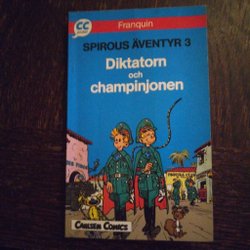 CC
Franquin
SPIROUS ÄVENTYR 3
Diktatorn
och
champinjonen
CARLSEN COMICS